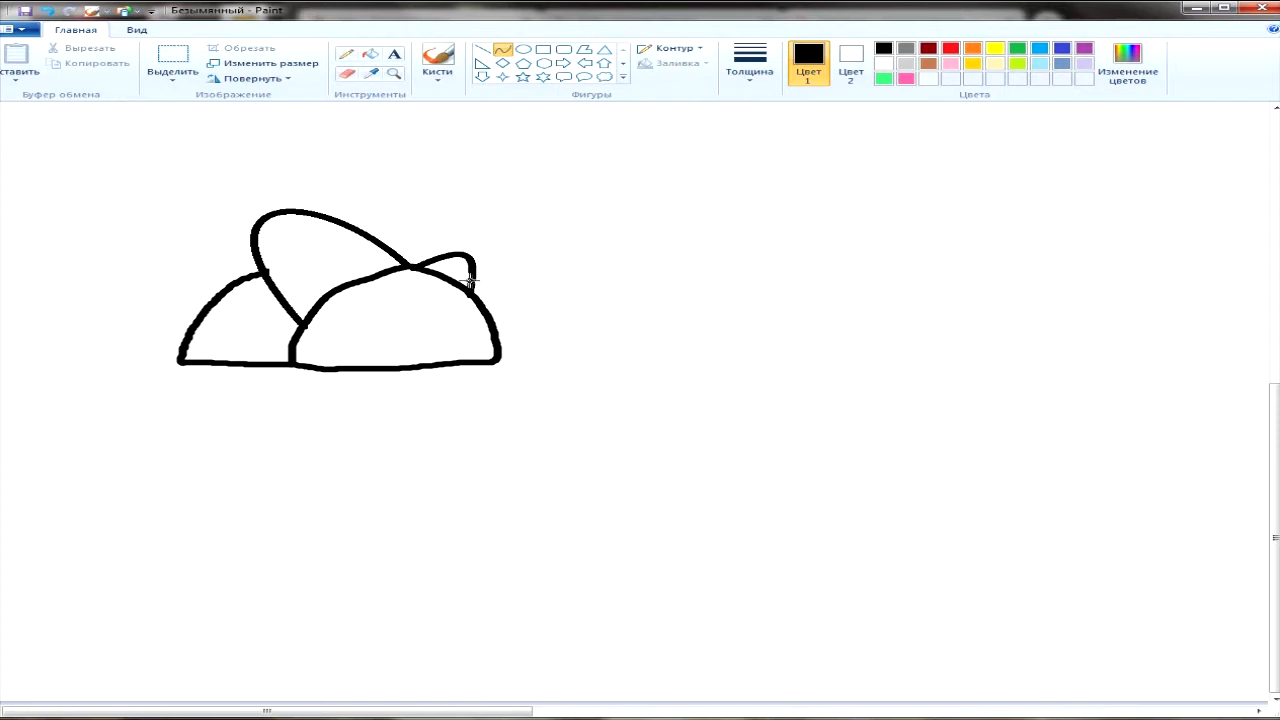 Безымянный - Paint
Главная Вид
ставить
Вырезать
Копировать
Буфер обмена
Выделить
Обрезать
Изменить размер
Повернуть
Изображение
A
Инструменты
Кисти
Фигуры
Контур
Заливка
Толщина
Цвет 1
Цвет 2
Изменение цветов
Цвета